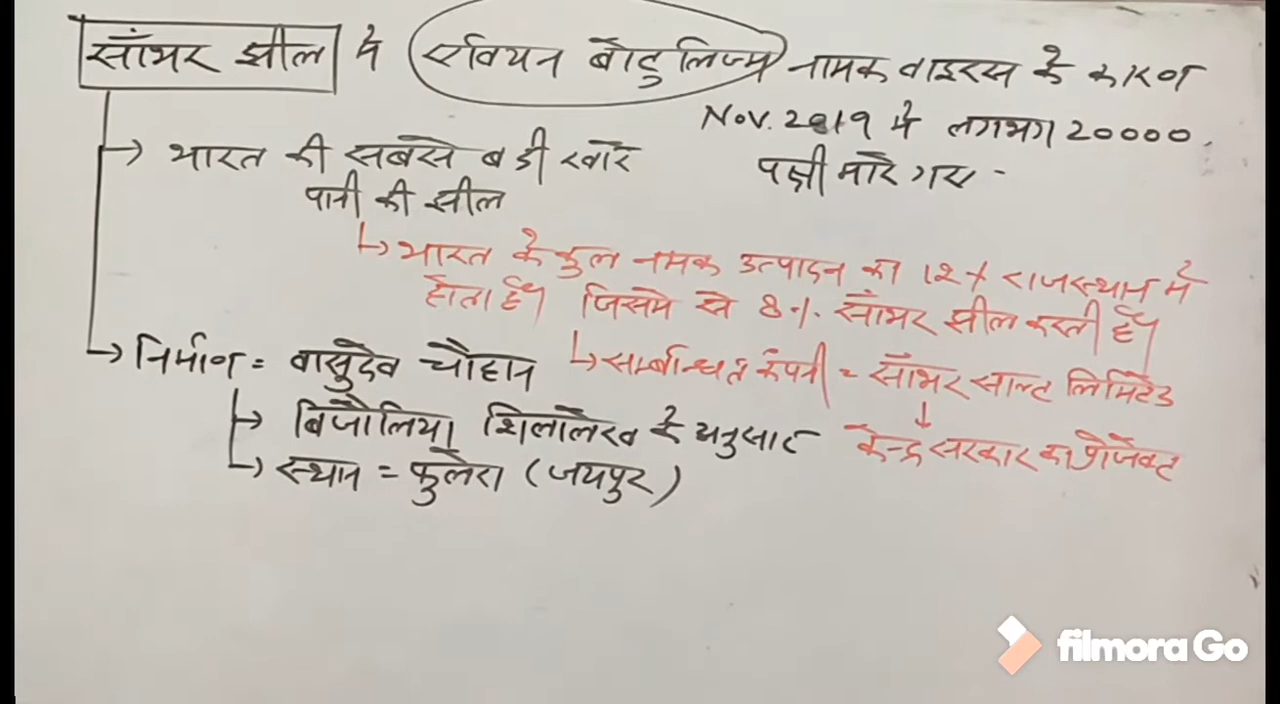 साँभर झील मे एवियन बोटुलिज्म नामक वाइरस के कारण
Nov. 2019 मे लगभग 20000.
पक्षी मारे गए
→ भारत की सबसे बडी खारे
पानी की झील
↳ भारत के कुल नमक उत्पादन का 12% राजस्थान मे
होता है। जिसमे से 8%. साँभर झील करती है।
→ निर्माण = वासुदेव चौहान
↳ सम्बन्धित कंपनी = साँभर साल्ट लिमिटेड
↓
केन्द्र सरकार का प्रोजेक्ट
→ बिजौलिया शिलालेख के अनुसार
→ स्थान = फुलेरा (जयपुर)
filmora Go